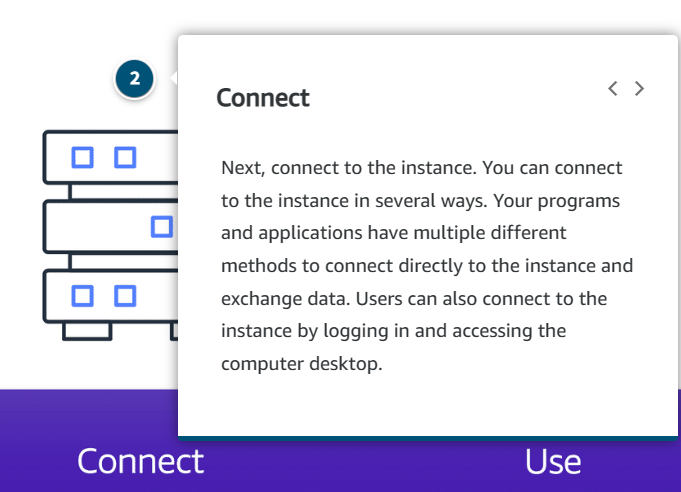 2
Connect
Next, connect to the instance. You can connect
to the instance in several ways. Your programs
and applications have multiple different
methods to connect directly to the instance and
exchange data. Users can also connect to the
instance by logging in and accessing the
computer desktop.
Connect
Use